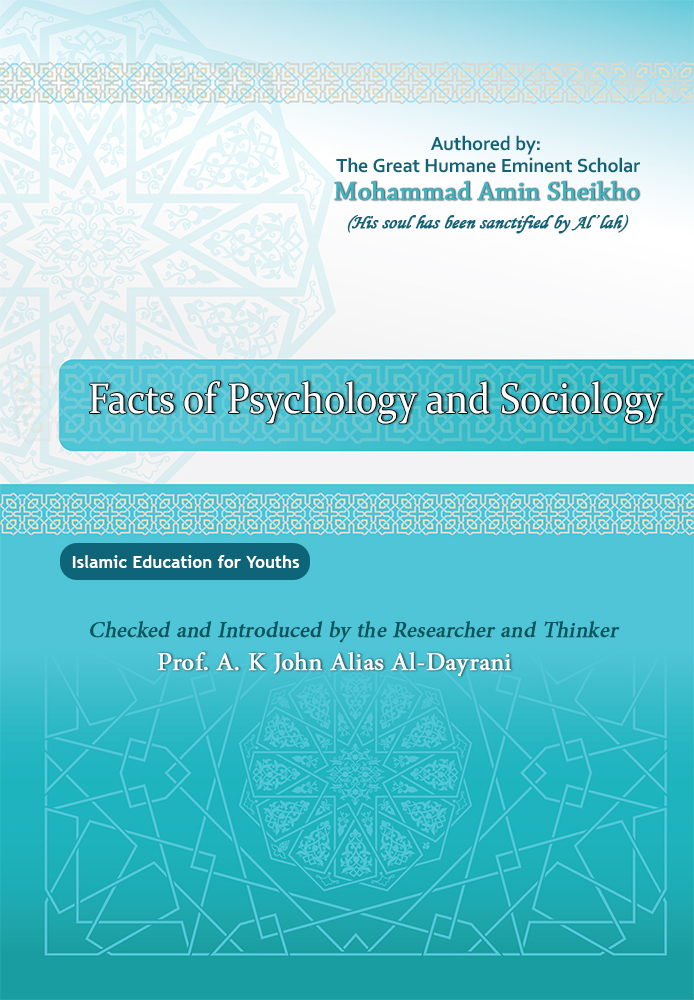 Authored by:
The Great Humane Eminent Scholar
Mohammad Amin Sheikho
(His soul has been sanctified by Al'lah)
Facts of Psychology and Sociology
Islamic Education for Youths
Checked and Introduced by the Researcher and Thinker
Prof. A. K John Alias Al-Dayrani